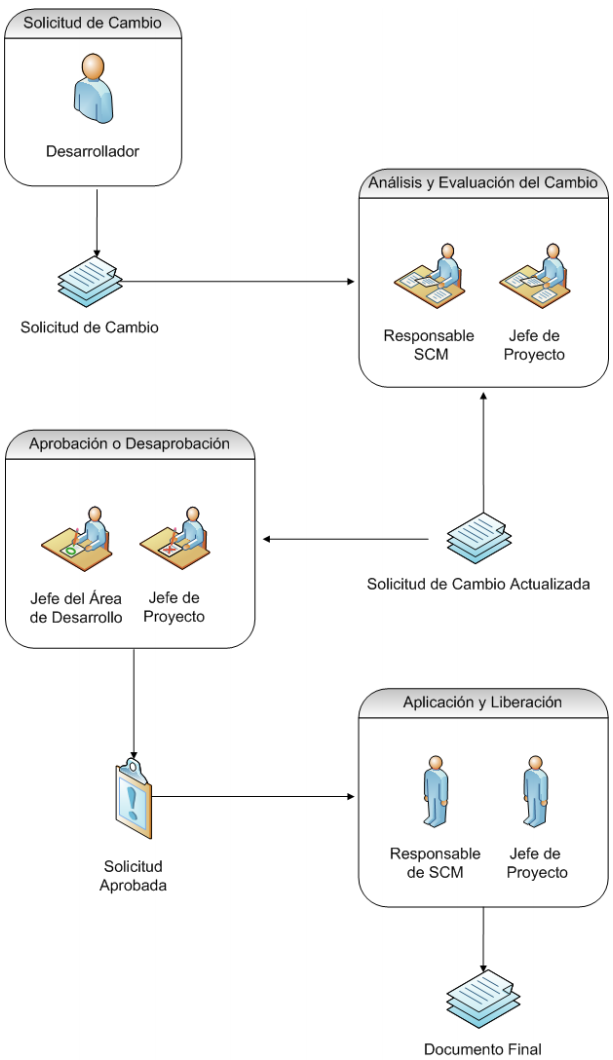 Solicitud de Cambio
Desarrollador
Solicitud de Cambio
Análisis y Evaluación del Cambio
Responsable
SCM
Jefe de
Proyecto
Aprobación o Desaprobación
Jefe del Área
de Desarrollo
Jefe de
Proyecto
Solicitud de Cambio Actualizada
Aplicación y Liberación
Responsable
de SCM
Jefe de
Proyecto
Solicitud
Aprobada
Documento Final